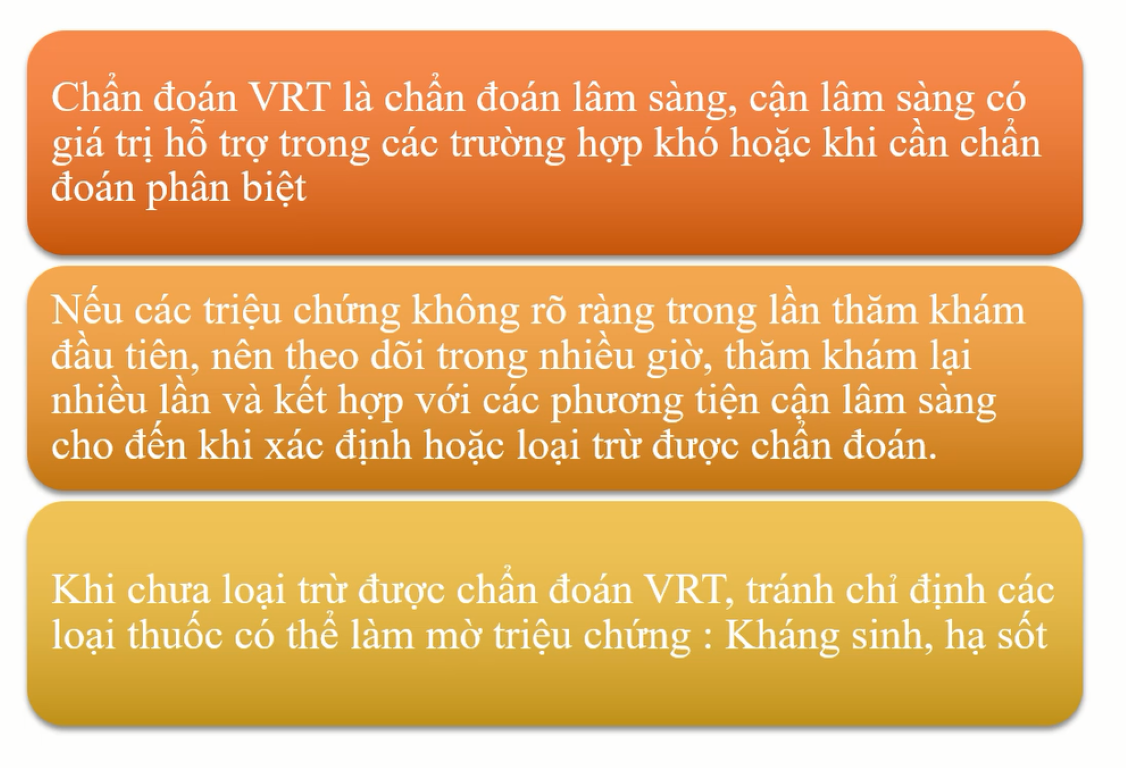 Chẩn đoán VRT là chẩn đoán lâm sàng, cận lâm sàng có
giá trị hỗ trợ trong các trường hợp khó hoặc khi cần chẩn
đoán phân biệt
Nếu các triệu chứng không rõ ràng trong lần thăm khám
đầu tiên, nên theo dõi trong nhiều giờ, thăm khám lại
nhiều lần và kết hợp với các phương tiện cận lâm sàng
cho đến khi xác định hoặc loại trừ được chẩn đoán.
Khi chưa loại trừ được chẩn đoán VRT, tránh chỉ định các
loại thuốc có thể làm mờ triệu chứng : Kháng sinh, hạ sốt